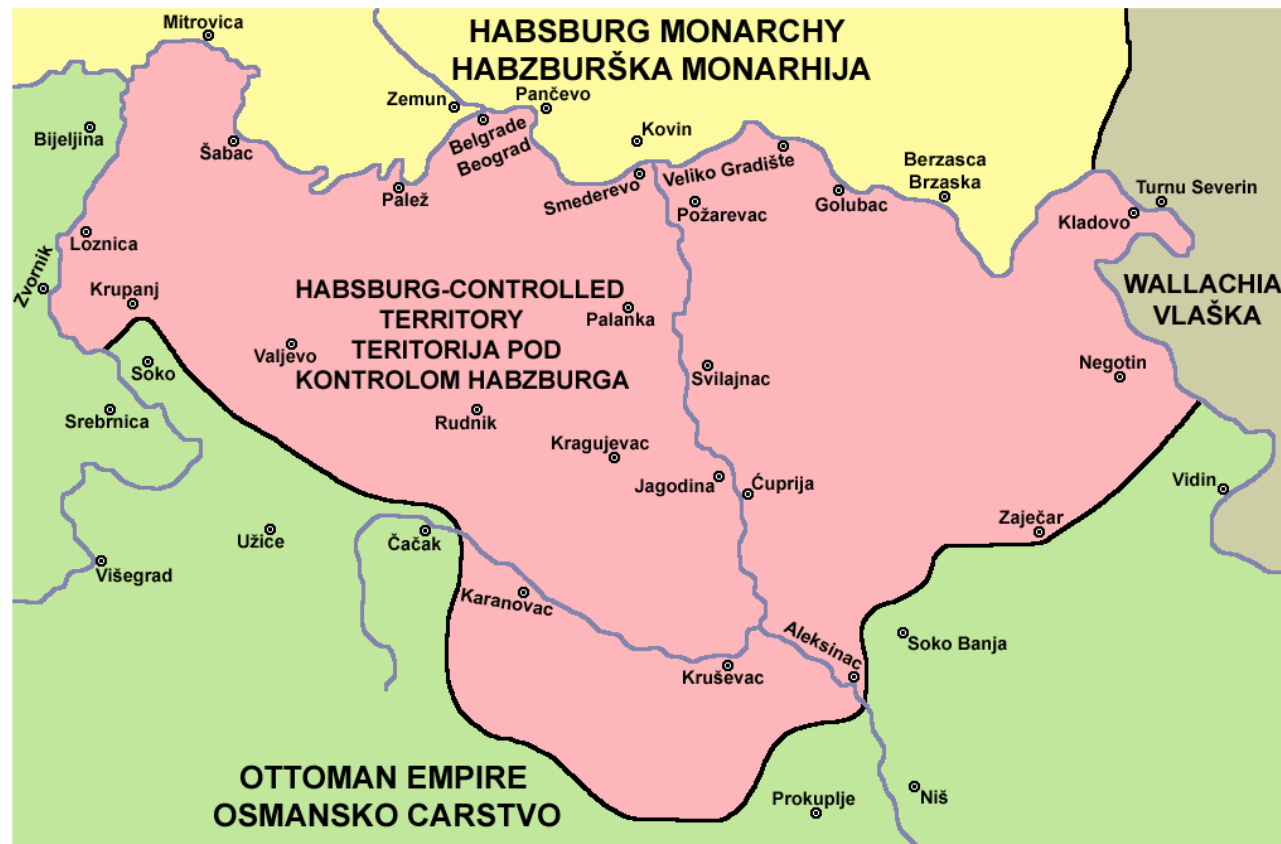 Mitrovica
HABSBURG MONARCHY
HABZBURŠKA MONARHIJA
Zemun
Pančevo
Bijeljina
Šabac
Belgrade
Beograd
Kovin
Veliko Gradište
Berzasca
Brzaska
Palež
Smederevo
Požarevac
Golubac
Turnu Severin
Kladovo
Loznica
Zvornik
Krupanj
HABSBURG-CONTROLLED
TERRITORY
TERITORIJA POD
KONTROLOM HABZBURGA
Palanka
WALLACHIA
VLAŠKA
Valjevo
Soko
Svilajnac
Negotin
Srebrnica
Rudnik
Kragujevac
Jagodina
Ćuprija
Vidin
Zaječar
Užice
Čačak
Višegrad
Karanovac
Aleksinac
Soko Banja
Kruševac
OTTOMAN EMPIRE
OSMANSKO CARSTVO
Prokuplje
Niš